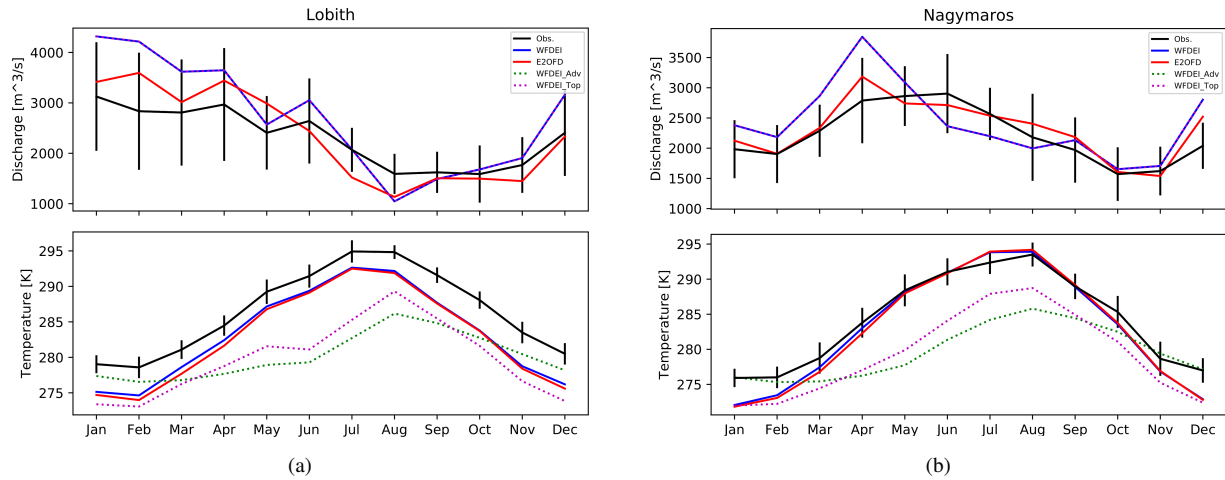 Lobith
Discharge [m^3/s]
4000
3000
2000
1000
Obs.
WFDEI
E2OFD
WFDEI_Adv
WFDEI_Top
Temperature [K]
295
290
285
280
275
Jan Feb Mar Apr May Jun Jul Aug Sep Oct Nov Dec
(a)
Nagymaros
Discharge [m^3/s]
3500
3000
2500
2000
1500
1000
Obs.
WFDEI
E2OFD
WFDEI_Adv
WFDEI_Top
Temperature [K]
295
290
285
280
275
Jan Feb Mar Apr May Jun Jul Aug Sep Oct Nov Dec
(b)